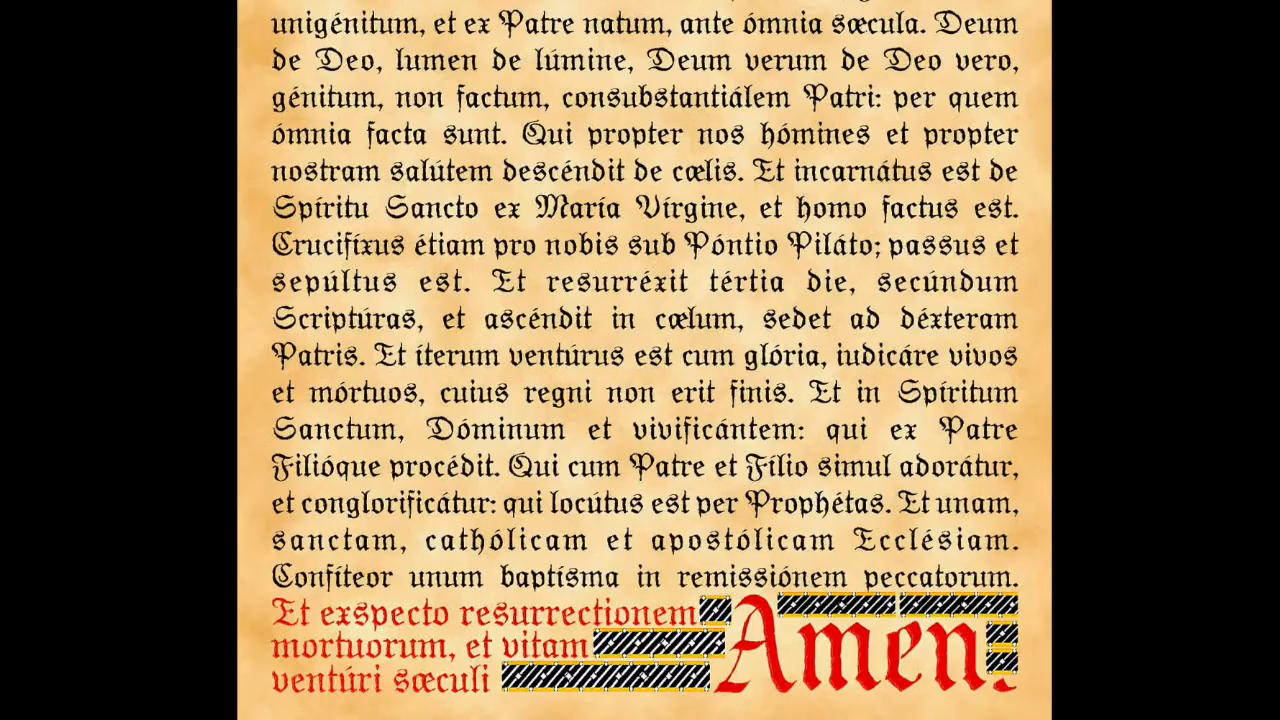 unigénitum, et ex Patre natum, ante ómnia sæcula. Deum
de Deo, lumen de lúmine, Deum verum de Deo vero,
génitum, non factum, consubstantiálem Patri: per quem
ómnia facta sunt. Qui propter nos hómines et propter
nostram salútem descéndit de cœlis. Et incarnátus est de
Spíritu Sancto ex María Vírgine, et homo factus est.
Crucifíxus étiam pro nobis sub Póntio Piláto; passus et
sepúltus est. Et resurréxit tértia die, secúndum
Scriptúras, et ascéndit in cœlum, sedet ad déxteram
Patris. Et íterum ventúrus est cum glória, iudicáre vivos
et mórtuos, cuius regni non erit finis. Et in Spíritum
Sanctum, Dóminum et vivificántem: qui ex Patre
Filióque procédit. Qui cum Patre et Fílio simul adorátur,
et conglorificátur: qui locútus est per Prophétas. Et unam,
sanctam, cathólicam et apostólicam Ecclésiam.
Confíteor unum baptísma in remissiónem peccatorum.
Et exspecto resurrectionem
mortuorum, et vitam
ventúri sæculi
Amen.